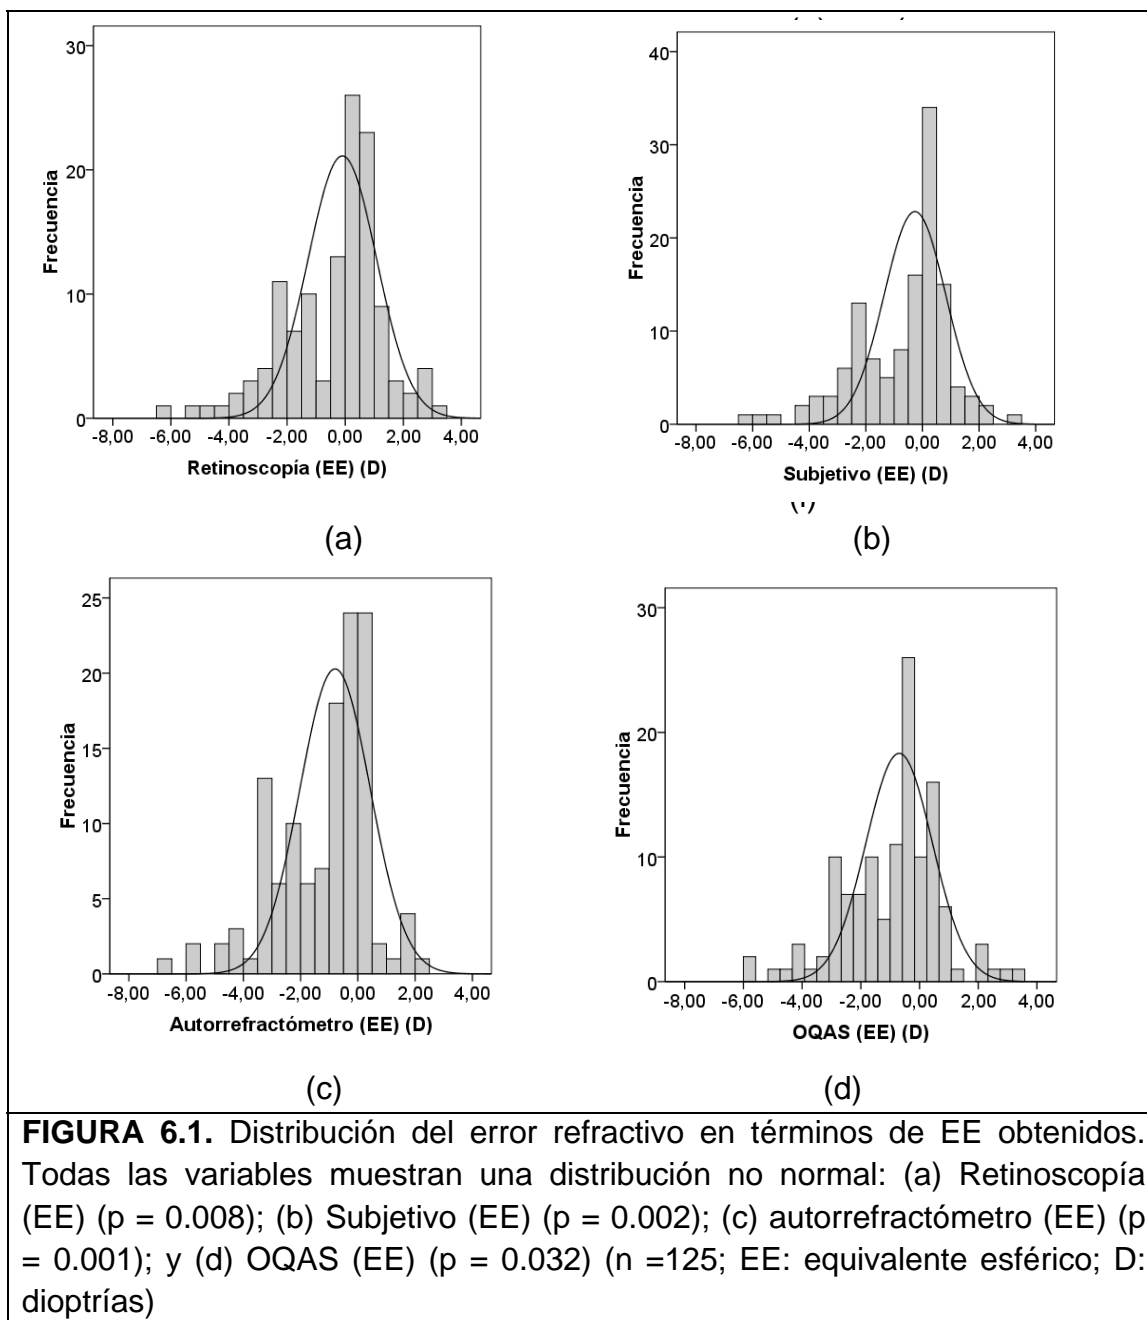 30
20
10
0
Frecuencia
-8,00 -6,00 -4,00 -2,00 0,00 2,00 4,00
Retinoscopía (EE) (D)
(a)
40
30
20
10
0
Frecuencia
-8,00 -6,00 -4,00 -2,00 0,00 2,00 4,00
Subjetivo (EE) (D)
(b)
25
20
15
10
5
0
Frecuencia
-8,00 -6,00 -4,00 -2,00 0,00 2,00 4,00
Autorrefractómetro (EE) (D)
(c)
30
20
10
0
Frecuencia
-8,00 -6,00 -4,00 -2,00 0,00 2,00 4,00
OQAS (EE) (D)
(d)
FIGURA 6.1. Distribución del error refractivo en términos de EE obtenidos.
Todas las variables muestran una distribución no normal: (a) Retinoscopía
(EE) (p = 0.008); (b) Subjetivo (EE) (p = 0.002); (c) autorrefractómetro (EE) (p
= 0.001); y (d) OQAS (EE) (p = 0.032) (n =125; EE: equivalente esférico; D:
dioptrías)